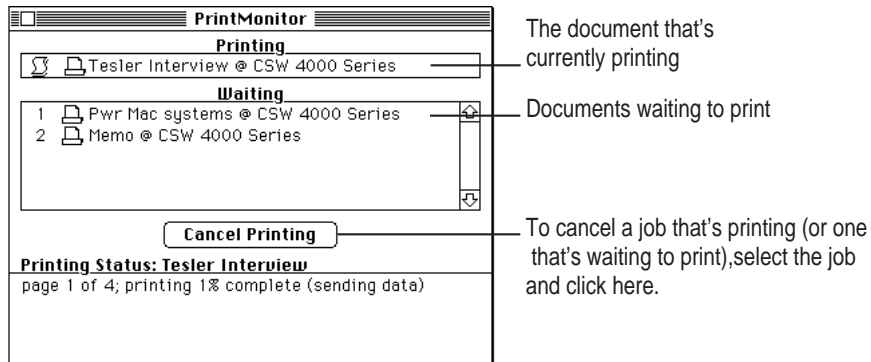 PrintMonitor
Printing
Tesler Interview @ CSW 4000 Series
Waiting
1 Pwr Mac systems @ CSW 4000 Series
2 Memo @ CSW 4000 Series
Cancel Printing
Printing Status: Tesler Interview
page 1 of 4; printing 1% complete (sending data)
The document that's
currently printing
Documents waiting to print
To cancel a job that's printing (or one
that's waiting to print),select the job
and click here.